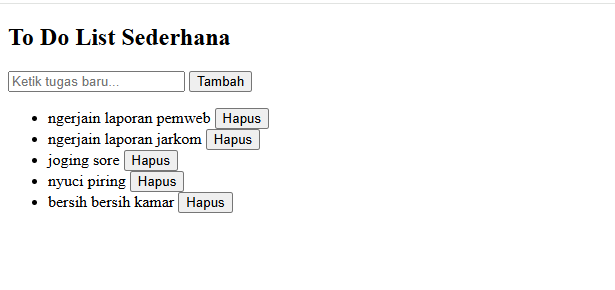 To Do List Sederhana
Ketik tugas baru... Tambah
ngerjain laporan pemweb Hapus
ngerjain laporan jarkom Hapus
joging sore Hapus
nyuci piring Hapus
bersih bersih kamar Hapus